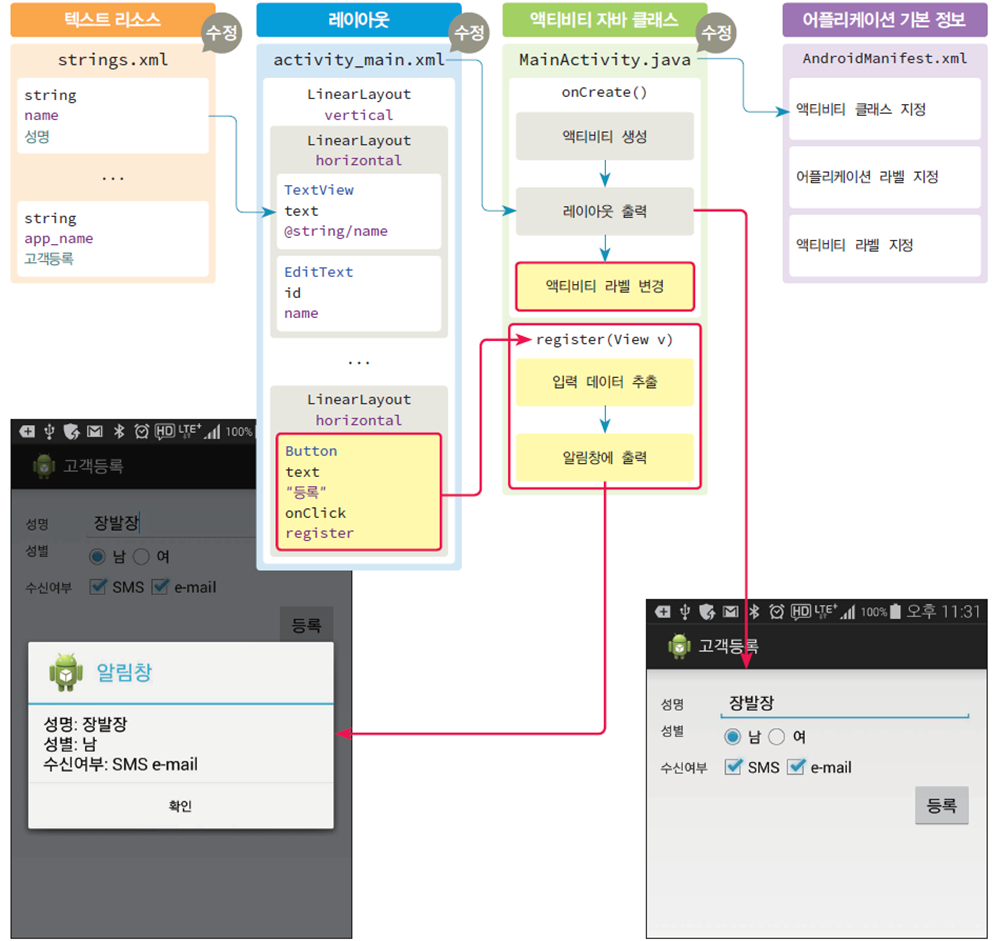 텍스트 리소스
수정
strings.xml
string
name
성명
...
string
app_name
고객등록
레이아웃
수정
activity_main.xml
LinearLayout
vertical
LinearLayout
horizontal
TextView
text
@string/name
EditText
id
name
...
LinearLayout
horizontal
Button
text
"등록"
onClick
register
액티비티 자바 클래스
수정
MainActivity.java
onCreate()
액티비티 생성
레이아웃 출력
액티비티 라벨 변경
register(View v)
입력 데이터 추출
알림창에 출력
어플리케이션 기본 정보
AndroidManifest.xml
액티비티 클래스 지정
어플리케이션 라벨 지정
액티비티 라벨 지정
HD LTE+ 100%
고객등록
성명 장발장
성별 남 여
수신여부 SMS e-mail
등록
알림창
성명: 장발장
성별: 남
수신여부: SMS e-mail
확인
HD LTE+ 100% 오후 11:31
고객등록
성명 장발장
성별 남 여
수신여부 SMS e-mail
등록